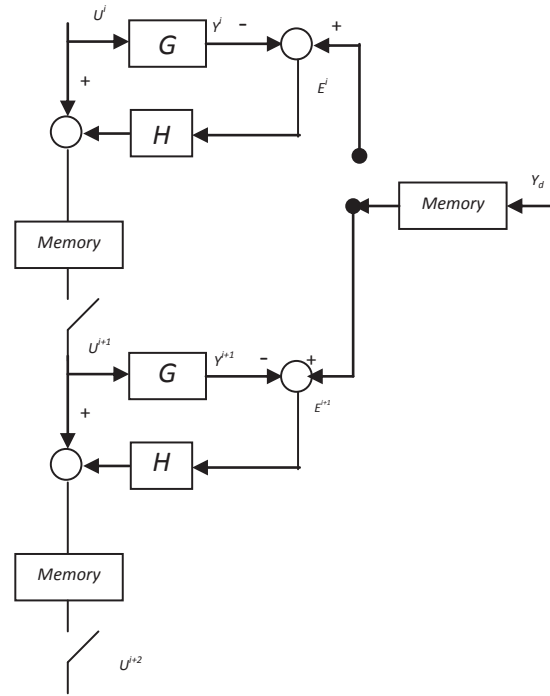 U^i
G
Y^i
-
+
E^i
+
H
Memory
Memory
Y_d
U^{i+1}
G
Y^{i+1}
-
+
E^{i+1}
+
H
Memory
U^{i+2}